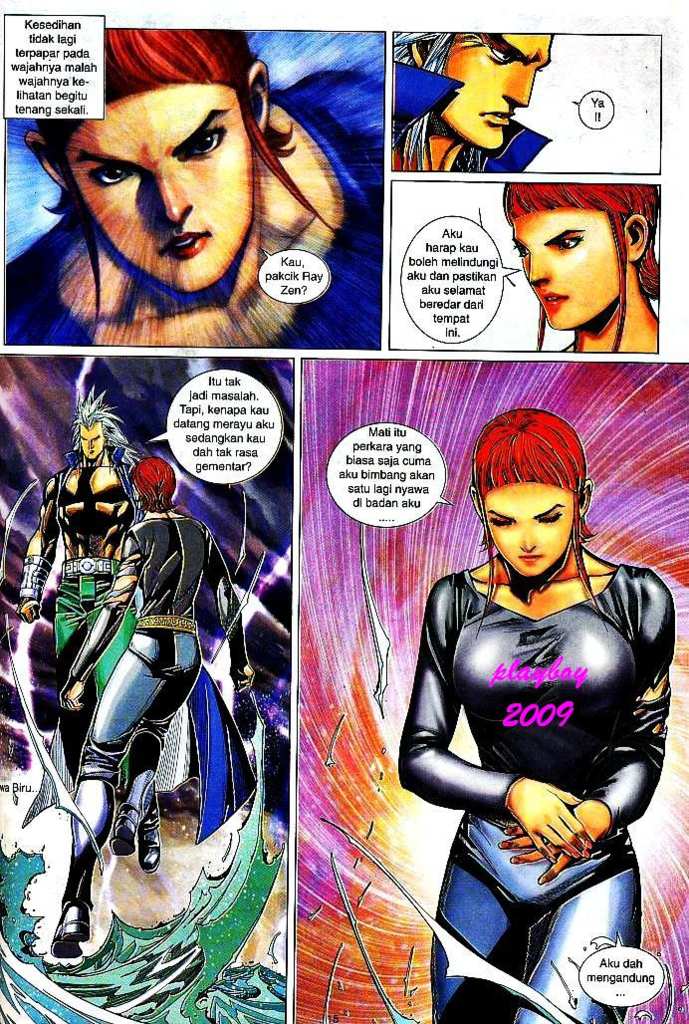 Kesedihan
tidak lagi
terpapar pada
wajahnya malah
wajahnya ke-
lihatan begitu
tenang sekali.
Kau,
pakcik Ray
Zen?
Ya
!!
Aku
harap kau
boleh melindungi
aku dan pastikan
aku selamat
beredar dari
tempat
ini.
Itu tak
jadi masalah.
Tapi, kenapa kau
datang merayu aku
sedangkan kau
dah tak rasa
gementar?
wa Biru...
Mati itu
perkara yang
biasa saja cuma
aku bimbang akan
satu lagi nyawa
di badan aku
.....
playboy
2009
Aku dah
mengandung
...